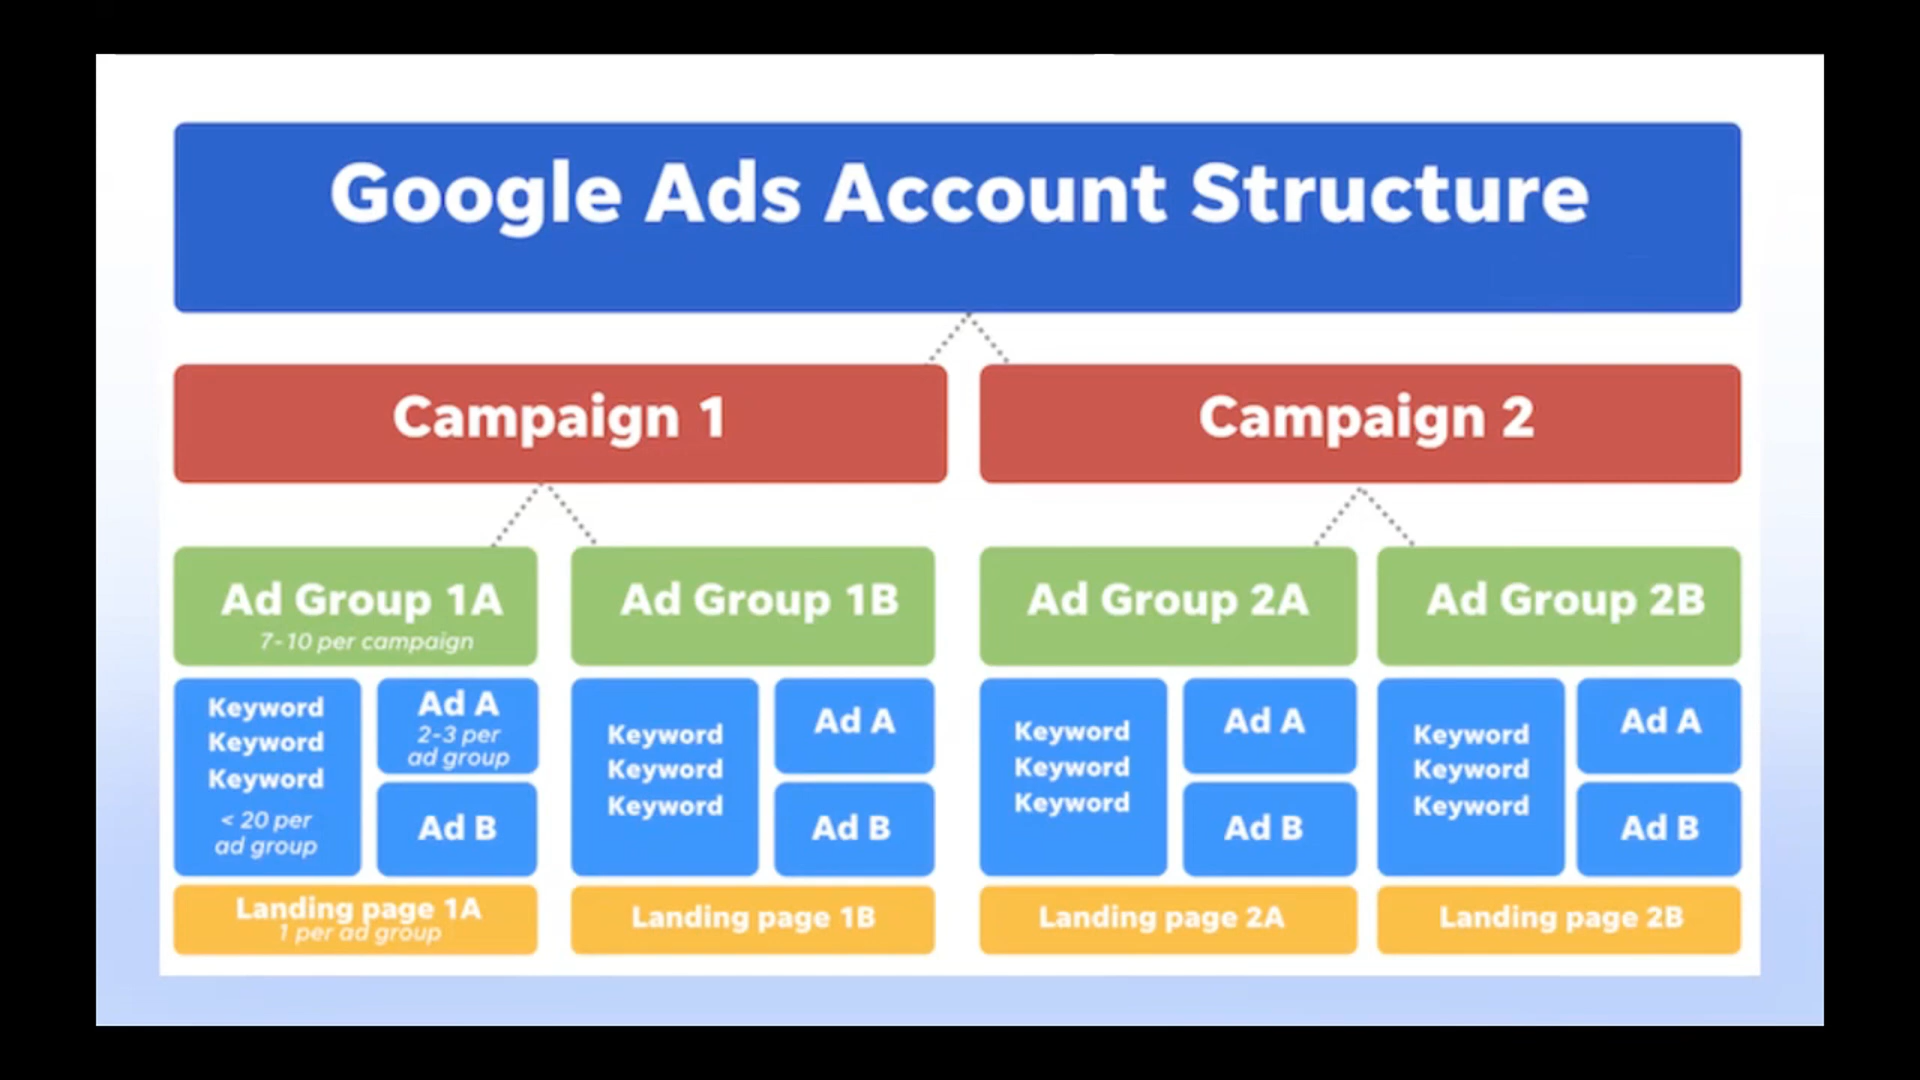 Google Ads Account Structure
Campaign 1
Campaign 2
Ad Group 1A
7-10 per campaign
Ad Group 1B
Ad Group 2A
Ad Group 2B
Keyword
Keyword
Keyword
< 20 per
ad group
Ad A
2-3 per
ad group
Ad B
Keyword
Keyword
Keyword
Ad A
Ad B
Keyword
Keyword
Keyword
Ad A
Ad B
Keyword
Keyword
Keyword
Ad A
Ad B
Landing page 1A
1 per ad group
Landing page 1B
Landing page 2A
Landing page 2B